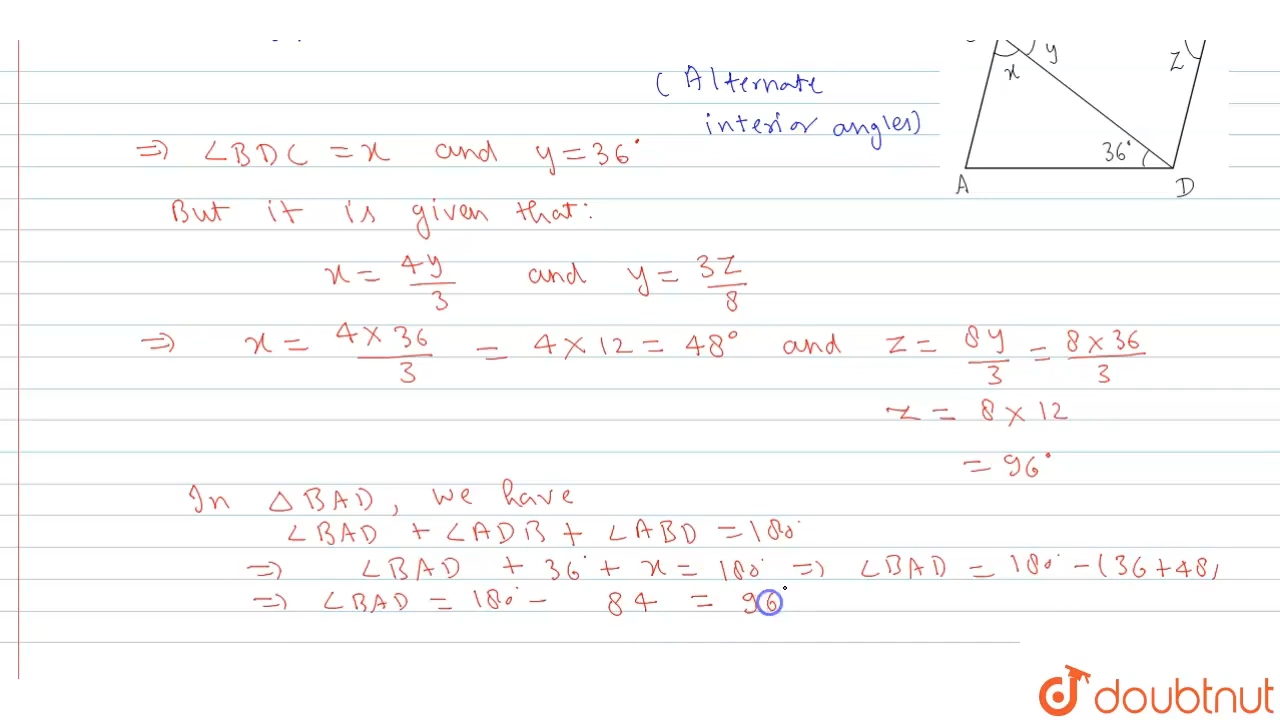 y
x
z
(Alternate
interior angles)
36°
A
D
⇒ ∠BDC = x and y = 36°
But it is given that:
x = 4y/3 and y = 3z/8
⇒ x = 4×36/3 = 4×12 = 48° and z = 8y/3 = 8×36/3
z = 8×12
= 96°
In △BAD, we have
∠BAD + ∠ADB + ∠ABD = 180°
⇒ ∠BAD + 36° + x = 180° ⇒ ∠BAD = 180° - (36+48)
⇒ ∠BAD = 180° - 84 = 96°
doubtnut